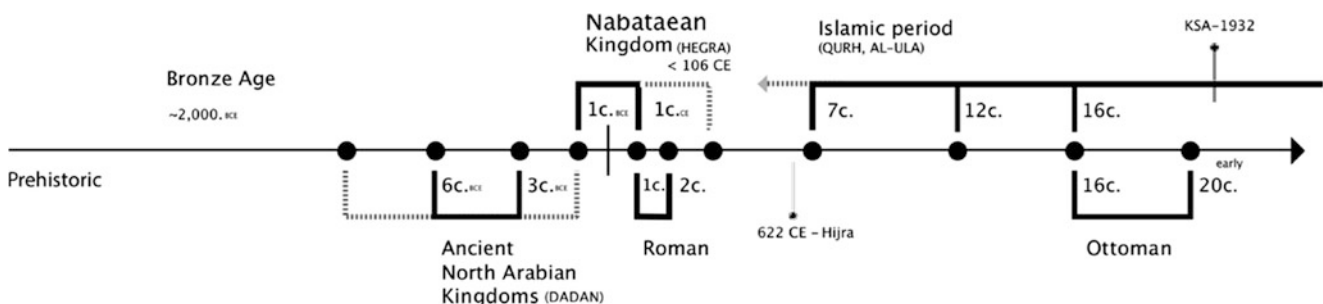 Nabataean
Kingdom (HEGRA)
< 106 CE
Islamic period
(QURH, AL-ULA)
KSA-1932
Bronze Age
~2,000. BCE
1c. BCE
1c. CE
7c.
12c.
16c.
Prehistoric
6c. BCE
3c. BCE
1c.
2c.
16c.
early
20c.
622 CE – Hijra
Ancient
North Arabian
Kingdoms (DADAN)
Roman
Ottoman